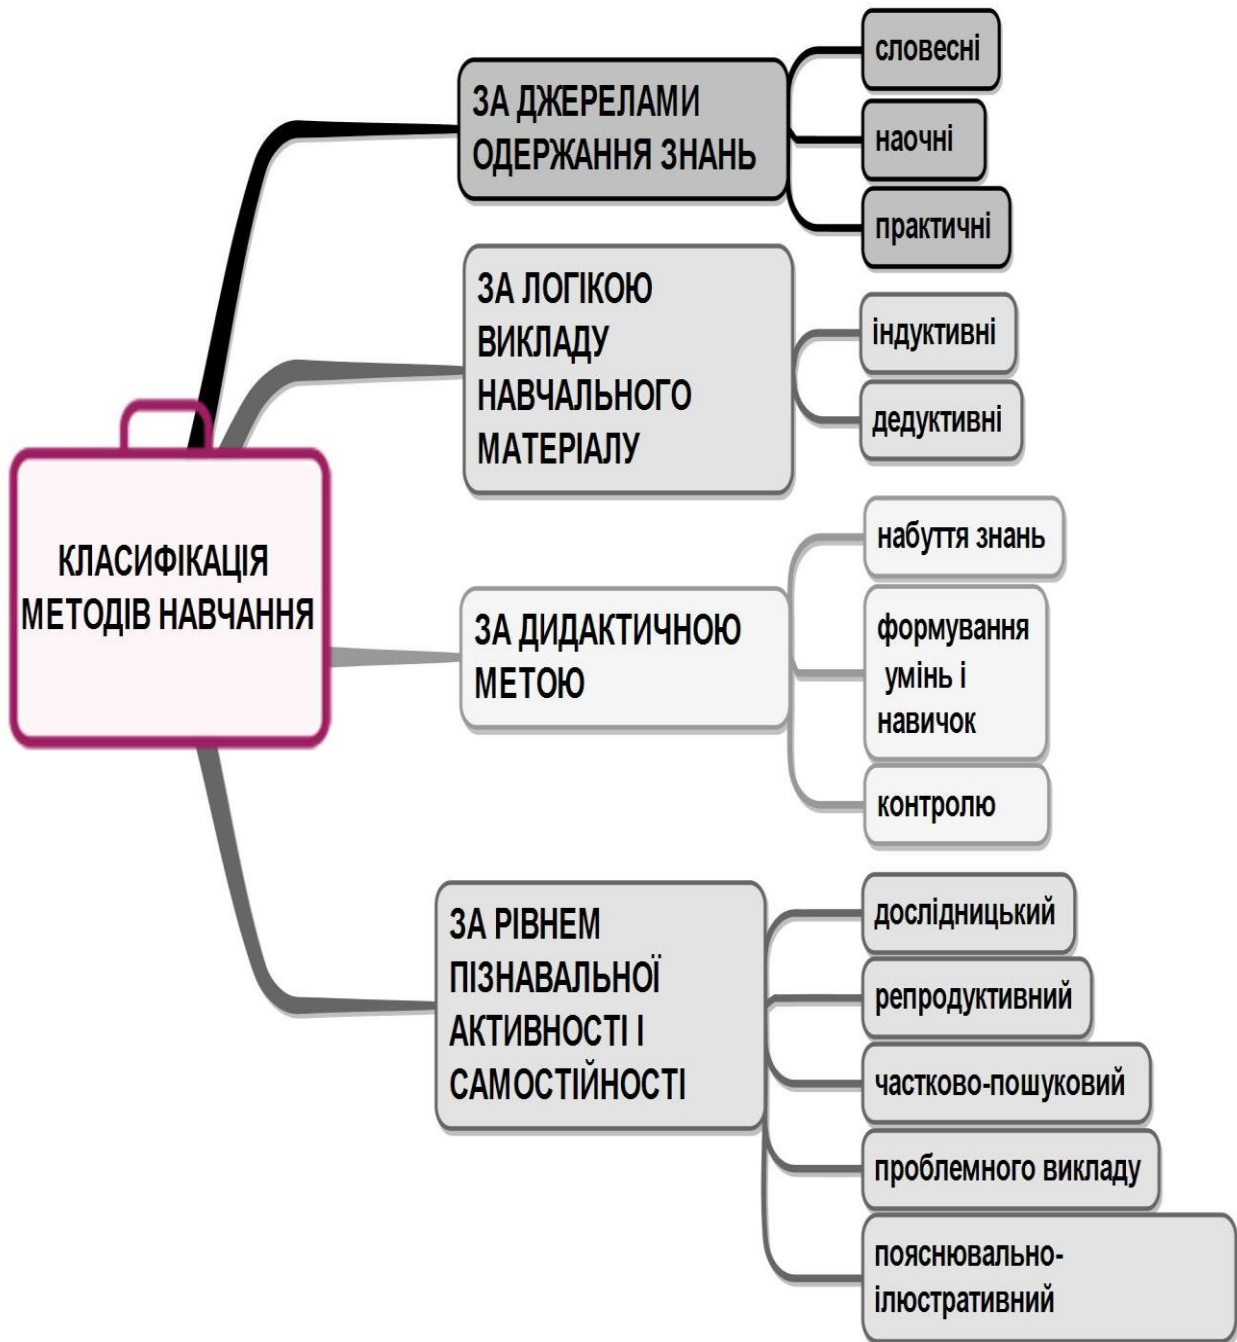 КЛАСИФІКАЦІЯ
МЕТОДІВ НАВЧАННЯ
ЗА ДЖЕРЕЛАМИ
ОДЕРЖАННЯ ЗНАНЬ
словесні
наочні
практичні
ЗА ЛОГІКОЮ
ВИКЛАДУ
НАВЧАЛЬНОГО
МАТЕРІАЛУ
індуктивні
дедуктивні
ЗА ДИДАКТИЧНОЮ
МЕТОЮ
набуття знань
формування
умінь і
навичок
контролю
ЗА РІВНЕМ
ПІЗНАВАЛЬНОЇ
АКТИВНОСТІ І
САМОСТІЙНОСТІ
дослідницький
репродуктивний
частково-пошуковий
проблемного викладу
пояснювально-
ілюстративний